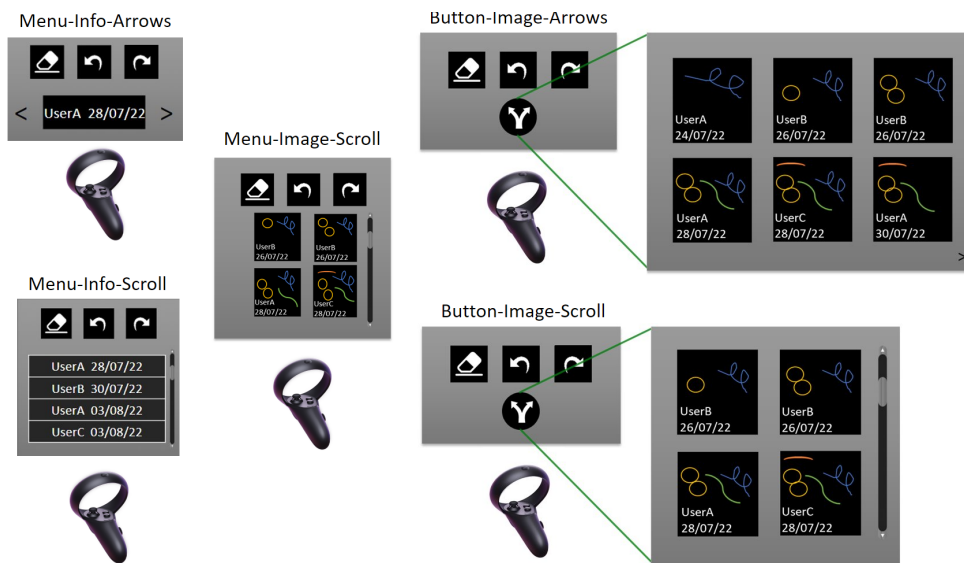 Menu-Info-Arrows
< UserA 28/07/22 >
Menu-Info-Scroll
UserA 28/07/22
UserB 30/07/22
UserA 03/08/22
UserC 03/08/22
Menu-Image-Scroll
UserB
26/07/22
UserB
26/07/22
UserA
28/07/22
UserC
28/07/22
Button-Image-Arrows
UserA
24/07/22
UserB
26/07/22
UserB
26/07/22
UserA
28/07/22
UserC
28/07/22
UserA
30/07/22
>
Button-Image-Scroll
UserB
26/07/22
UserB
26/07/22
UserA
28/07/22
UserC
28/07/22